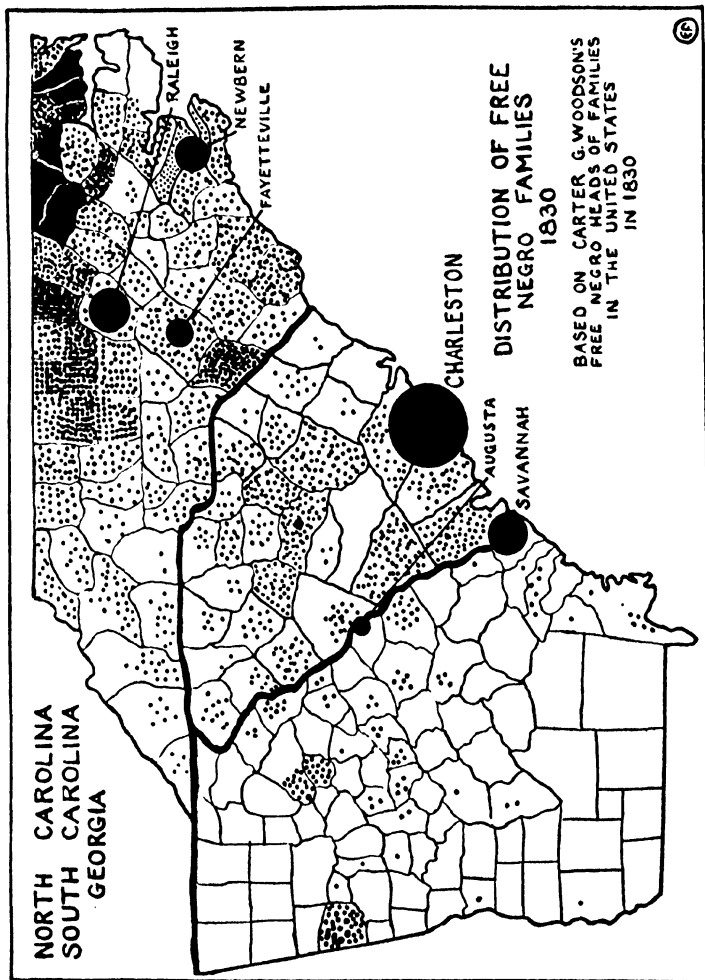 NORTH CAROLINA
SOUTH CAROLINA
GEORGIA
RALEIGH
NEWBERN
FAYETTEVILLE
CHARLESTON
AUGUSTA
SAVANNAH
DISTRIBUTION OF FREE
NEGRO FAMILIES
1830
BASED ON CARTER G. WOODSON'S
FREE NEGRO HEADS OF FAMILIES
IN THE UNITED STATES
IN 1830